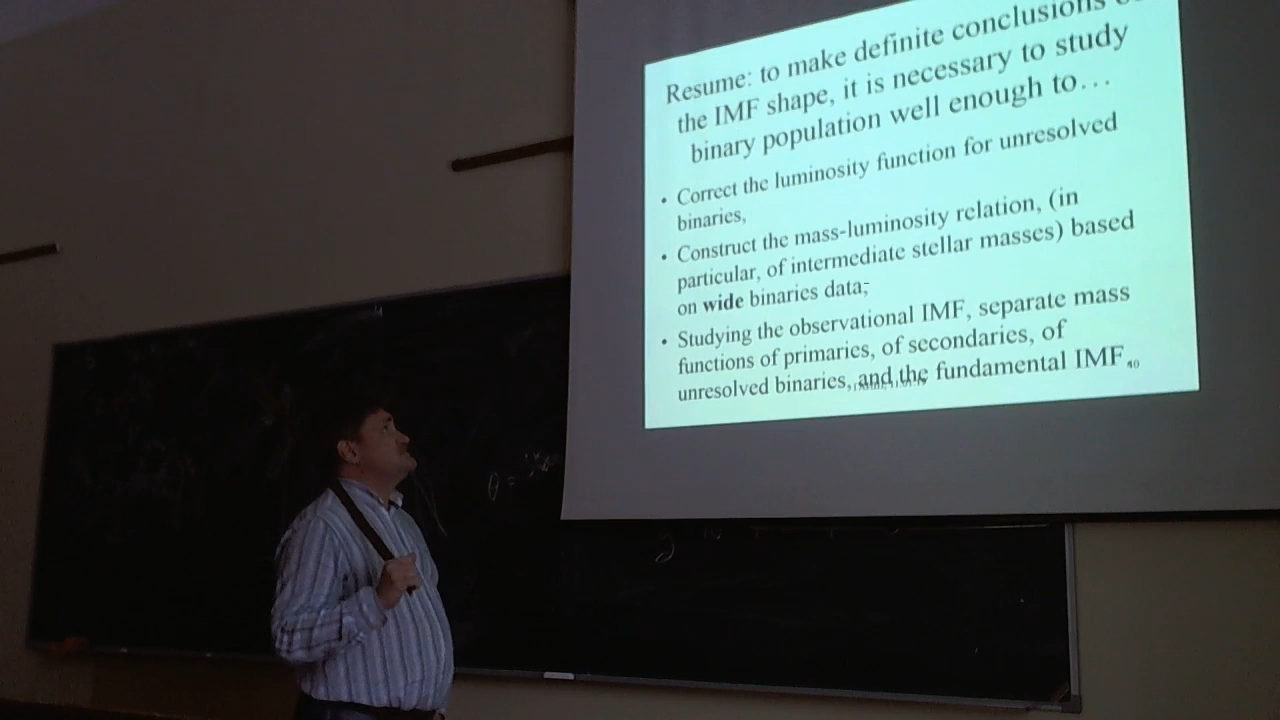 Resume: to make definite conclusions
the IMF shape, it is necessary to study
binary population well enough to…
• Correct the luminosity function for unresolved
binaries,
• Construct the mass-luminosity relation, (in
particular, of intermediate stellar masses) based
on wide binaries data;
• Studying the observational IMF, separate mass
functions of primaries, of secondaries, of
unresolved binaries, and the fundamental IMF.
40
θ =